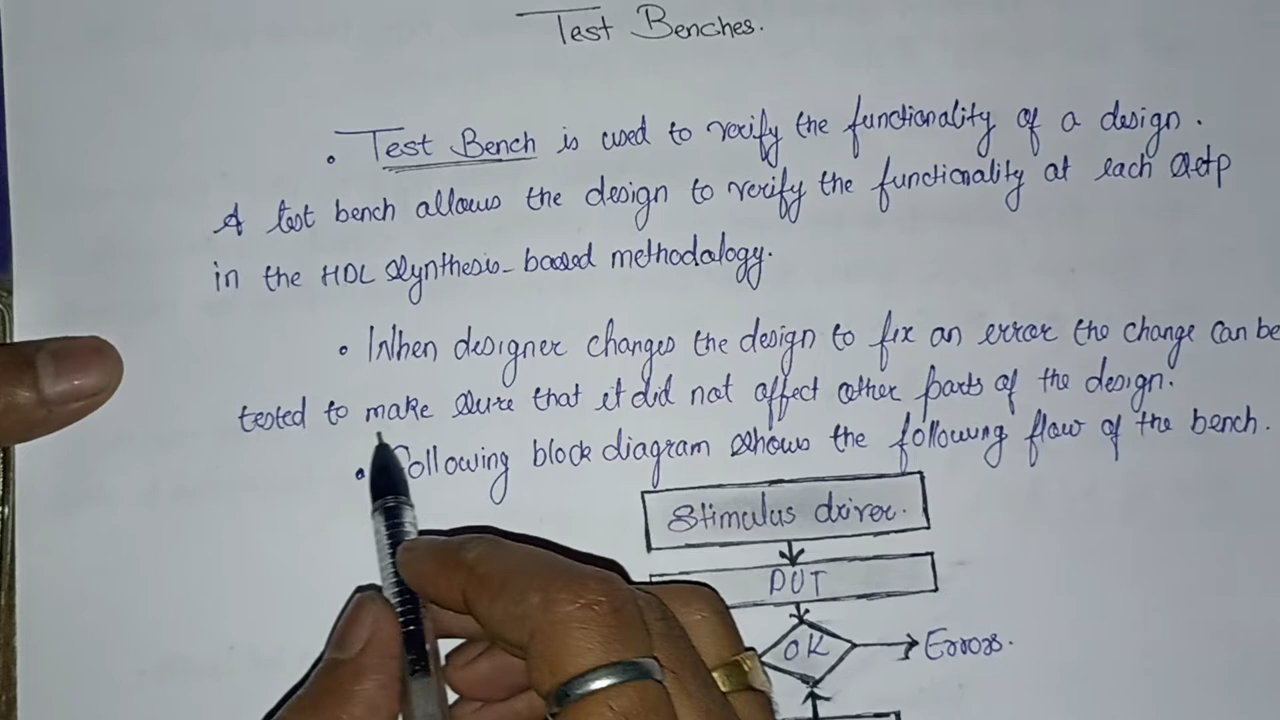 Test Benches.
• Test Bench is used to verify the functionality of a design.
A test bench allows the design to verify the functionality at each setp
in the HDL synthesis-based methodalogy.
• When designer changes the design to fix an error the change can be
tested to make sure that it did not affect other parts of the design.
• Following block diagram shows the following flow of the bench.
Stimulus driver.
DUT
OK
Errors.